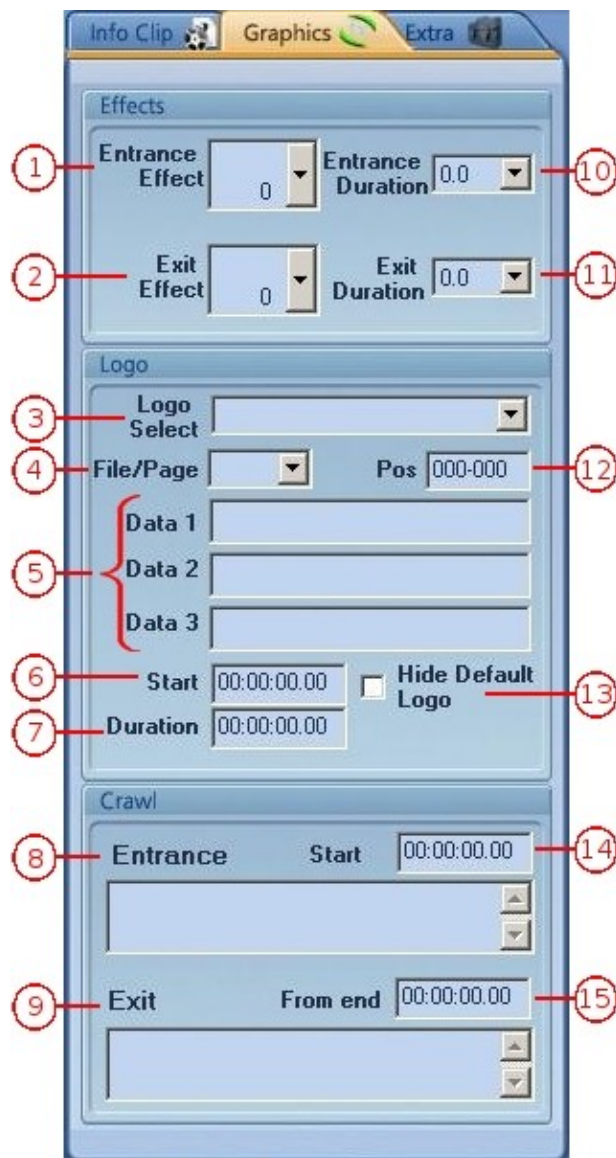 Info Clip Graphics Extra
Effects
1 Entrance Effect 0 Entrance Duration 0.0 10
2 Exit Effect 0 Exit Duration 0.0 11
Logo
3 Logo Select
4 File/Page Pos 000-000 12
Data 1
5 Data 2
Data 3
6 Start 00:00:00.00 Hide Default Logo 13
7 Duration 00:00:00.00
Crawl
8 Entrance Start 00:00:00.00 14
9 Exit From end 00:00:00.00 15